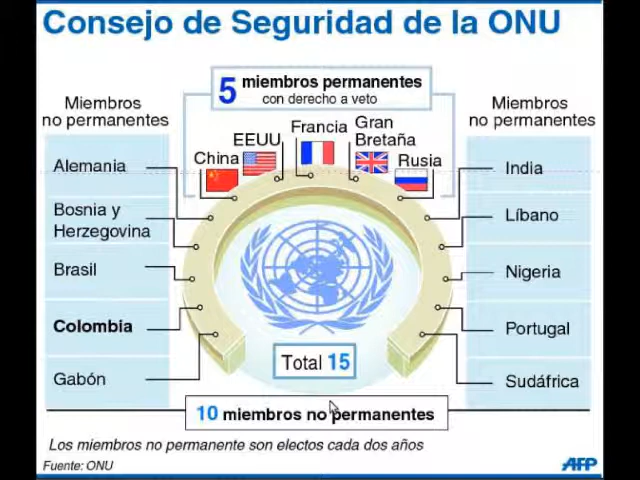 Consejo de Seguridad de la ONU
5 miembros permanentes
con derecho a veto
Miembros
no permanentes
Miembros
no permanentes
China
EEUU
Francia
Gran
Bretaña
Rusia
Alemania
Bosnia y
Herzegovina
Brasil
Colombia
Gabón
India
Líbano
Nigeria
Portugal
Sudáfrica
Total 15
10 miembros no permanentes
Los miembros no permanente son electos cada dos años
Fuente: ONU
AFP